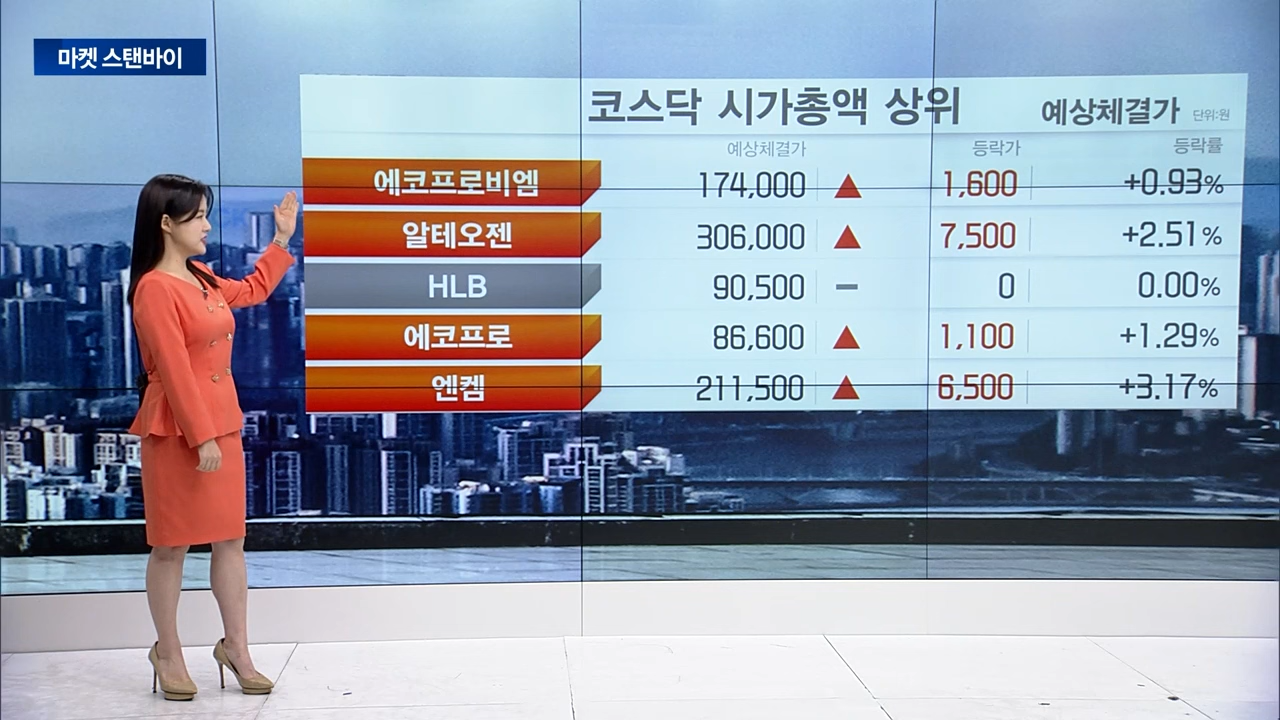 마켓 스탠바이
코스닥 시가총액 상위 예상체결가 단위:원
예상체결가 등락가 등락률
에코프로비엠 174,000 ▲ 1,600 +0.93%
알테오젠 306,000 ▲ 7,500 +2.51%
HLB 90,500 – 0 0.00%
에코프로 86,600 ▲ 1,100 +1.29%
엔켐 211,500 ▲ 6,500 +3.17%